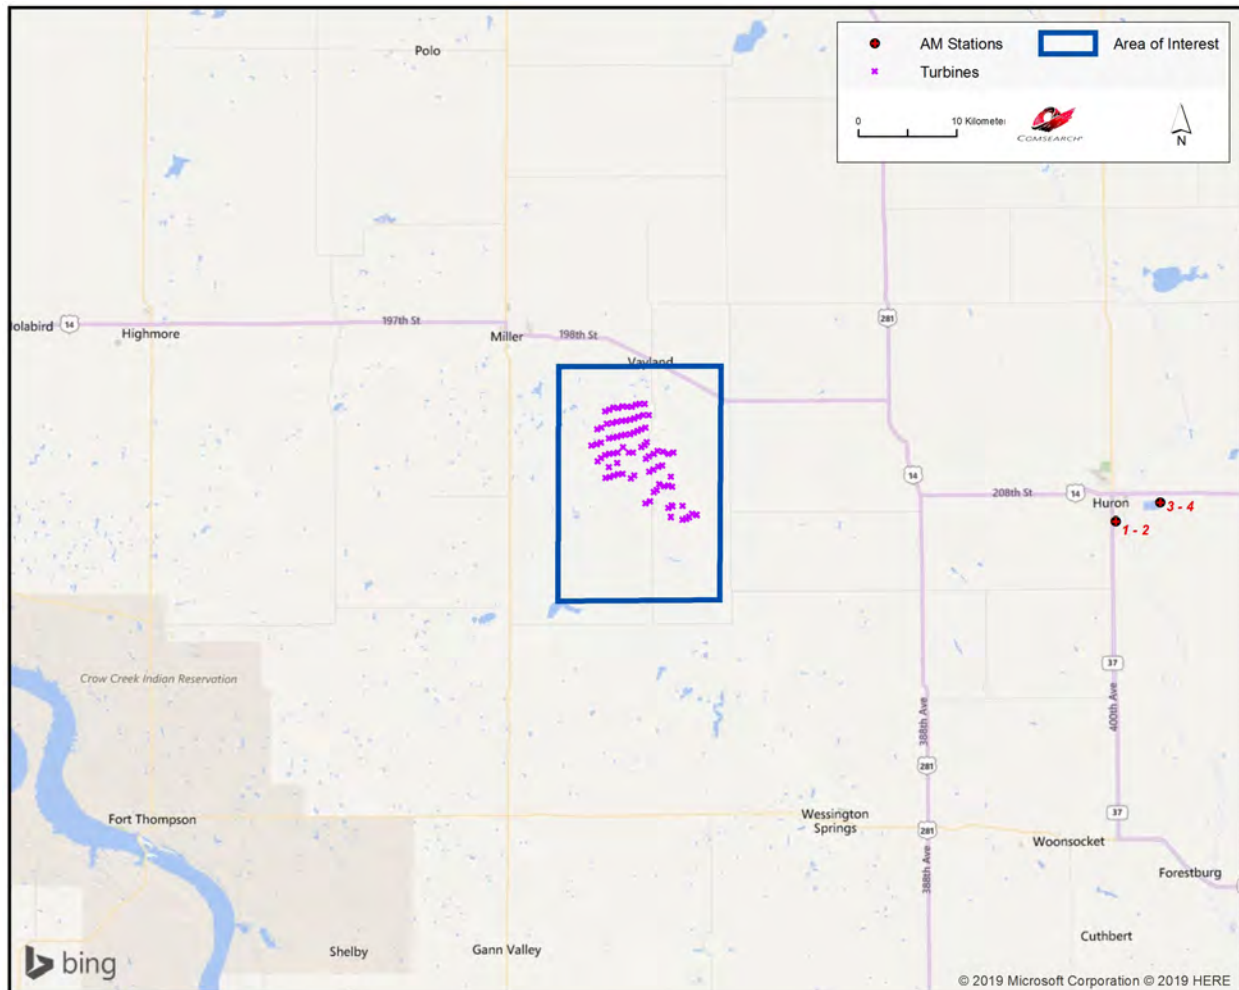 Polo
AM Stations
Area of Interest
Turbines
0
10 Kilomete
COMSEARCH
N
olabird
14
Highmore
197th St
Miller
198th St
Vayland
281
14
208th St
14
Huron
3 - 4
1 - 2
Crow Creek Indian Reservation
37
400th Ave
388th Ave
281
Fort Thompson
Wessington
Springs
281
37
Woonsocket
388th Ave
Forestburg
Shelby
Gann Valley
Cuthbert
bing
© 2019 Microsoft Corporation © 2019 HERE